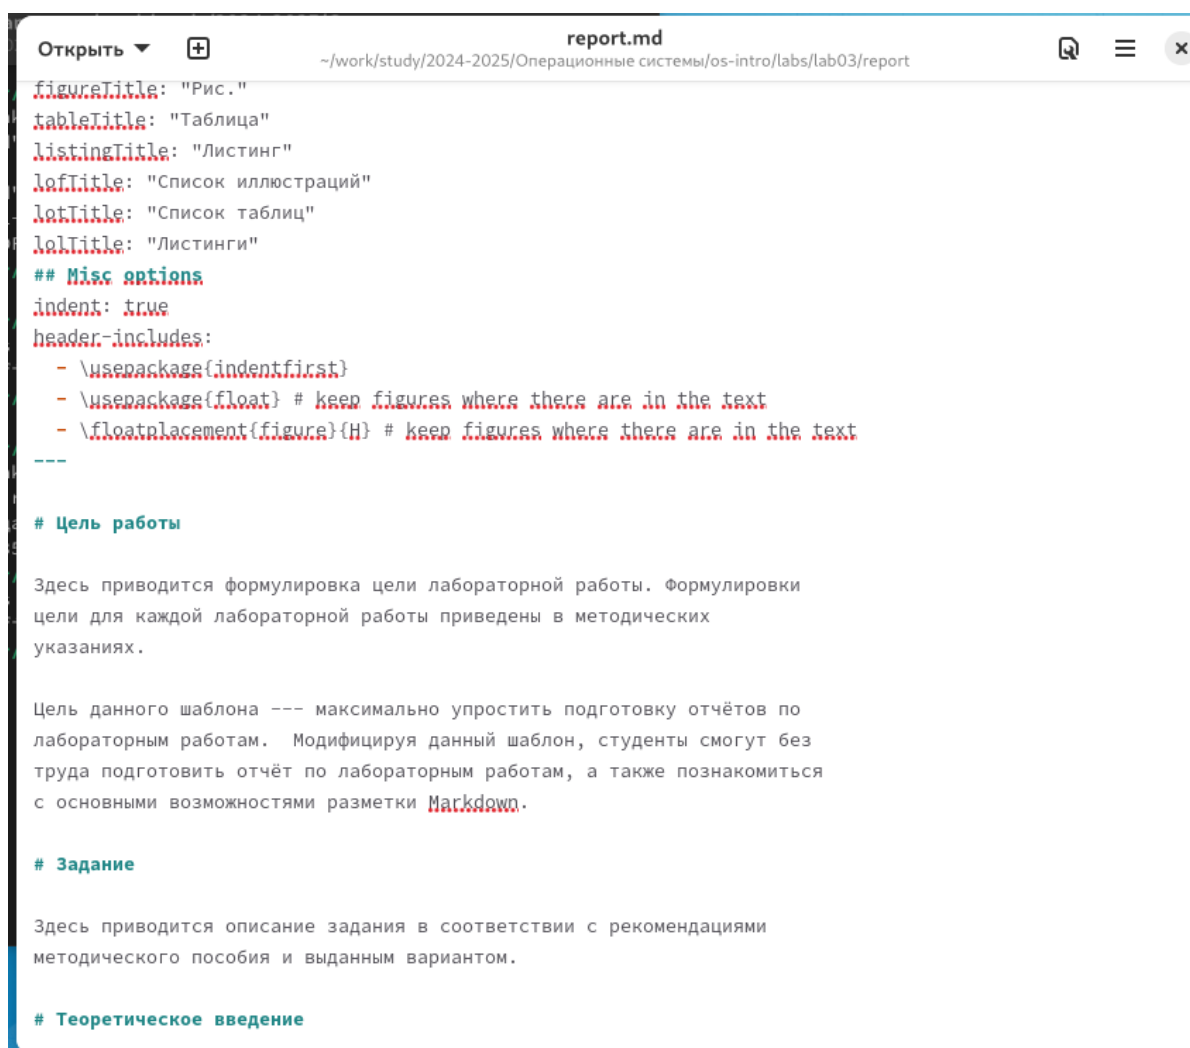 Открыть
report.md
~/work/study/2024-2025/Операционные системы/os-intro/labs/lab03/report
figureTitle: "Рис."
tableTitle: "Таблица"
listingTitle: "Листинг"
lofTitle: "Список иллюстраций"
lotTitle: "Список таблиц"
lolTitle: "Листинги"
## Misc options
indent: true
header-includes:
  - \usepackage{indentfirst}
  - \usepackage{float} # keep figures where there are in the text
  - \floatplacement{figure}{H} # keep figures where there are in the text
---
# Цель работы
Здесь приводится формулировка цели лабораторной работы. Формулировки
цели для каждой лабораторной работы приведены в методических
указаниях.
Цель данного шаблона --- максимально упростить подготовку отчётов по
лабораторным работам.  Модифицируя данный шаблон, студенты смогут без
труда подготовить отчёт по лабораторным работам, а также познакомиться
с основными возможностями разметки Markdown.
# Задание
Здесь приводится описание задания в соответствии с рекомендациями
методического пособия и выданным вариантом.
# Теоретическое введение